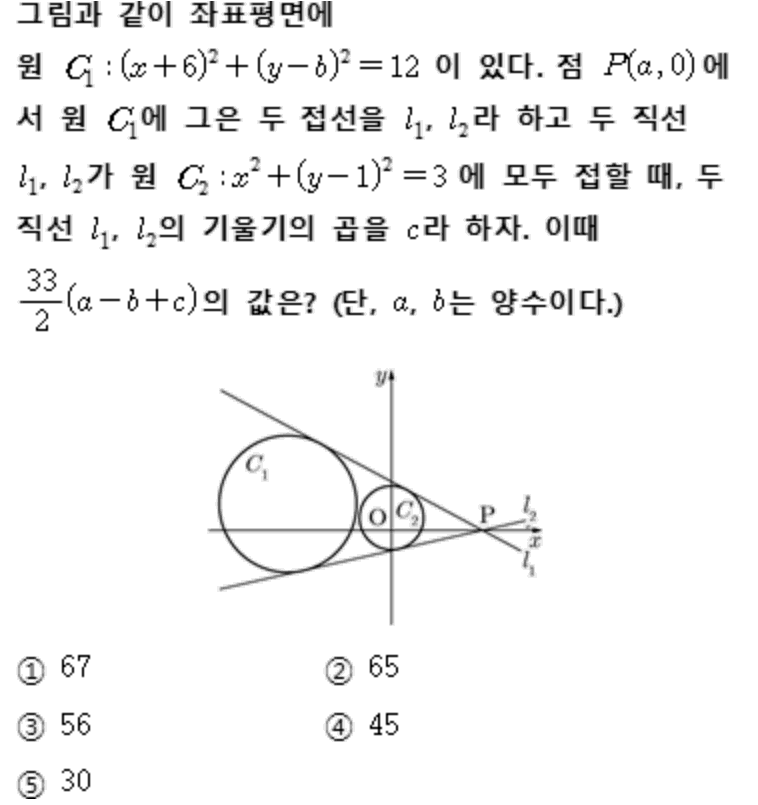 그림과 같이 좌표평면에
원 C₁ : (x+6)²+(y−b)²=12 이 있다. 점 P(a, 0)에
서 원 C₁에 그은 두 접선을 l₁, l₂라 하고 두 직선
l₁, l₂가 원 C₂ : x²+(y−1)²=3 에 모두 접할 때, 두
직선 l₁, l₂의 기울기의 곱을 c라 하자. 이때
33/2(a−b+c)의 값은? (단, a, b는 양수이다.)
y
C₁
O C₂ P l₂
x
l₁
① 67 ② 65
③ 56 ④ 45
⑤ 30